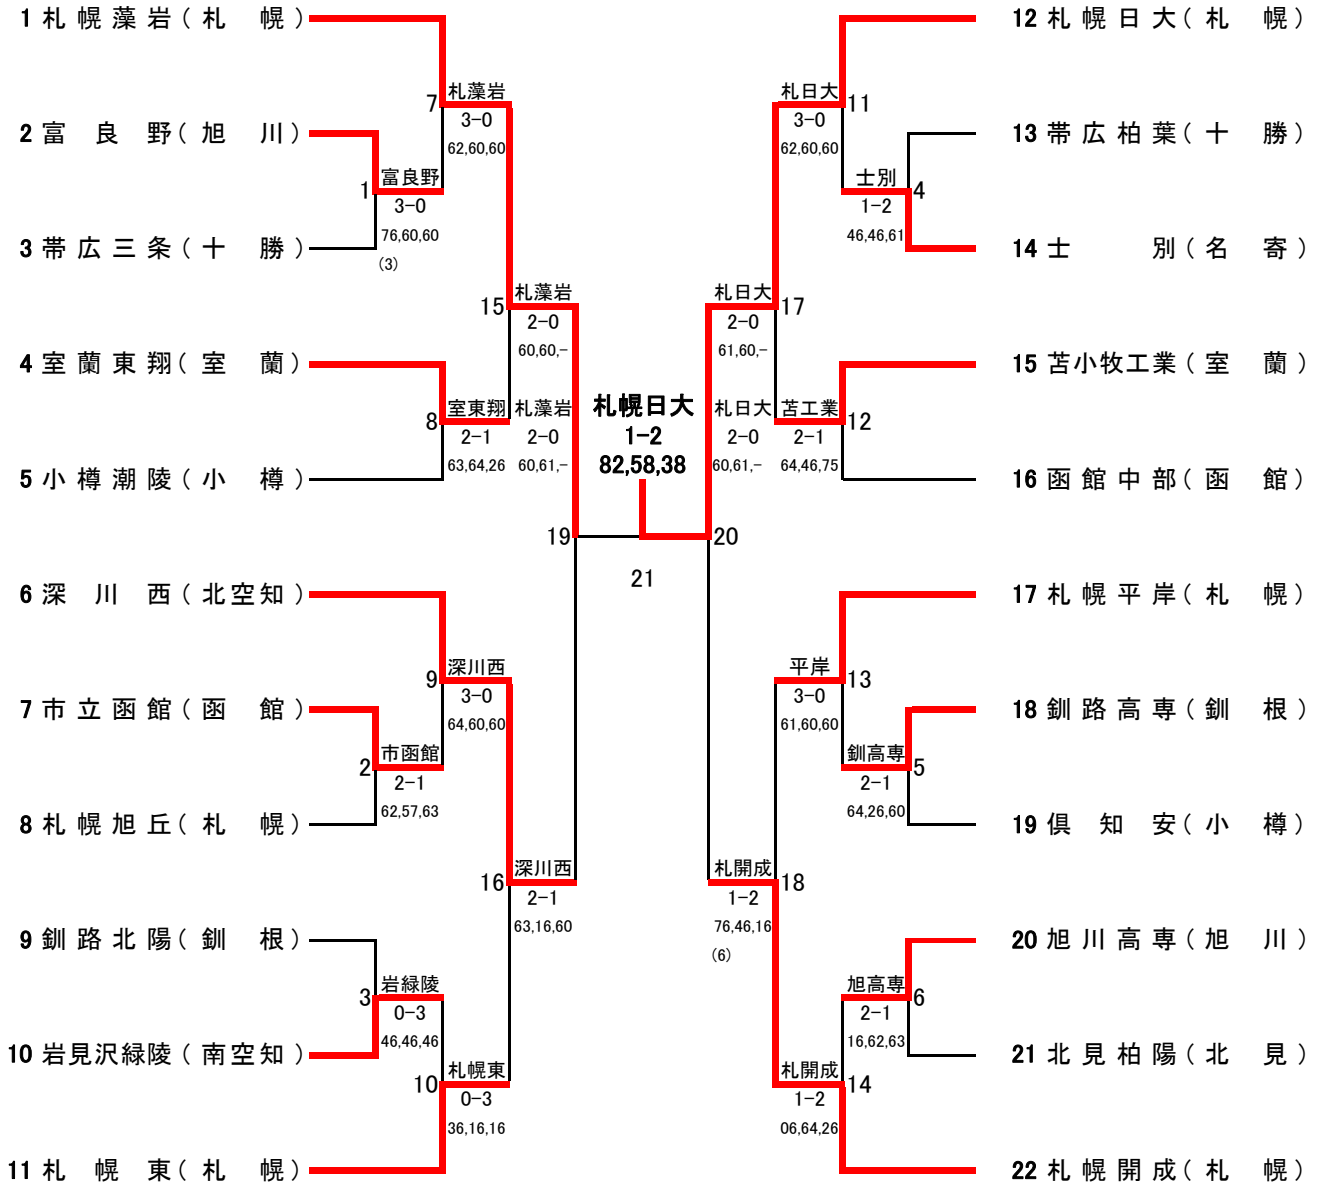 1 札幌藻岩(札幌)
2 富良野(旭川)
3 帯広三条(十勝)
4 室蘭東翔(室蘭)
5 小樽潮陵(小樽)
6 深川西(北空知)
7 市立函館(函館)
8 札幌旭丘(札幌)
9 釧路北陽(釧根)
10 岩見沢緑陵(南空知)
11 札幌東(札幌)
1
富良野
3-0
76,60,60
(3)
2
市函館
2-1
62,57,63
3
岩緑陵
0-3
46,46,46
7
札藻岩
3-0
62,60,60
8
室東翔
2-1
63,64,26
9
深川西
3-0
64,60,60
10
札幌東
0-3
36,16,16
15
札藻岩
2-0
60,60,-
16
深川西
2-1
63,16,60
札藻岩
2-0
60,61,-
19
札幌日大
1-2
82,58,38
21
札日大
2-0
60,61,-
20
札日大
2-0
61,60,-
17
札開成
1-2
76,46,16
(6)
18
札日大
3-0
62,60,60
11
苫工業
2-1
64,46,75
12
平岸
3-0
61,60,60
13
札開成
1-2
06,64,26
14
士別
1-2
46,46,61
4
釧高専
2-1
64,26,60
5
旭高専
2-1
16,62,63
6
12 札幌日大(札幌)
13 帯広柏葉(十勝)
14 士別(名寄)
15 苫小牧工業(室蘭)
16 函館中部(函館)
17 札幌平岸(札幌)
18 釧路高専(釧根)
19 倶知安(小樽)
20 旭川高専(旭川)
21 北見柏陽(北見)
22 札幌開成(札幌)